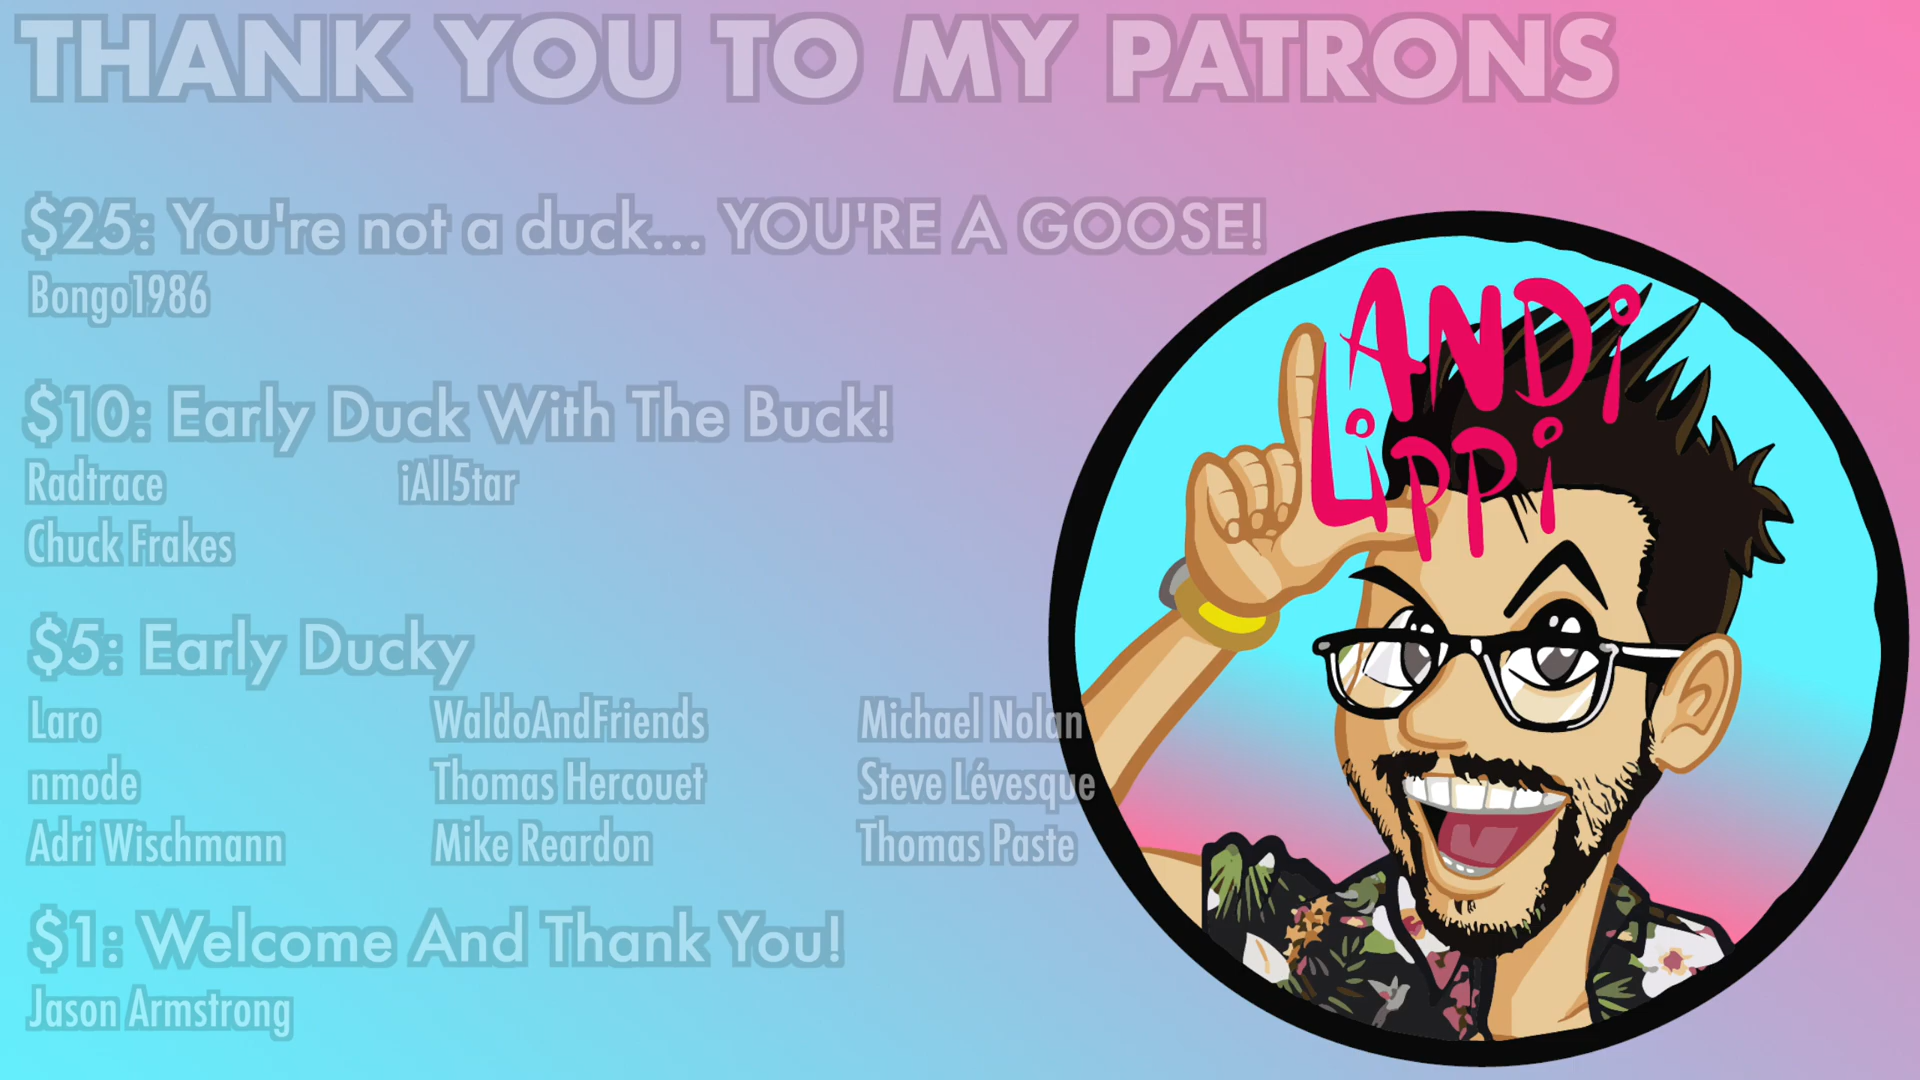 THANK YOU TO MY PATRONS
$25: You're not a duck... YOU'RE A GOOSE!
Bongo1986
$10: Early Duck With The Buck!
Radtrace iAll5tar
Chuck Frakes
$5: Early Ducky
Laro WaldoAndFriends Michael Nolan
nmode Thomas Hercouet Steve Lévesque
Adri Wischmann Mike Reardon Thomas Paste
$1: Welcome And Thank You!
Jason Armstrong
ANDi
Lippi